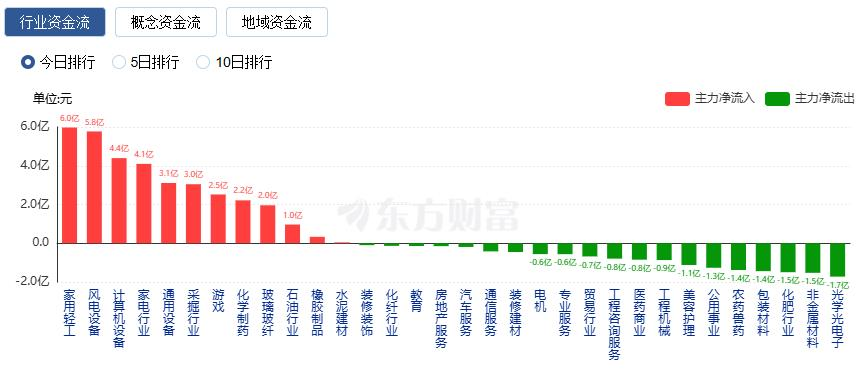 行业资金流 概念资金流 地域资金流
今日排行 5日排行 10日排行
单位:元 主力净流入 主力净流出
6.0亿
4.0亿
2.0亿
0.0
-2.0亿
6.0亿 5.8亿 4.4亿 4.1亿 3.1亿 3.0亿 2.5亿 2.2亿 2.0亿 1.0亿
东方财富
-0.6亿 -0.6亿 -0.7亿 -0.8亿 -0.8亿 -0.9亿 -1.1亿 -1.3亿 -1.4亿 -1.4亿 -1.5亿 -1.5亿 -1.7亿
家用轻工
风电设备
计算机设备
家电行业
通用设备
采掘行业
游戏
化学制药
玻璃玻纤
石油行业
橡胶制品
水泥建材
装修装饰
化纤行业
教育
房地产服务
汽车服务
通信服务
装修建材
电机
专业服务
贸易行业
工程咨询服务
医药商业
工程机械
美容护理
公用事业
农药兽药
包装材料
化肥行业
非金属材料
光学光电子